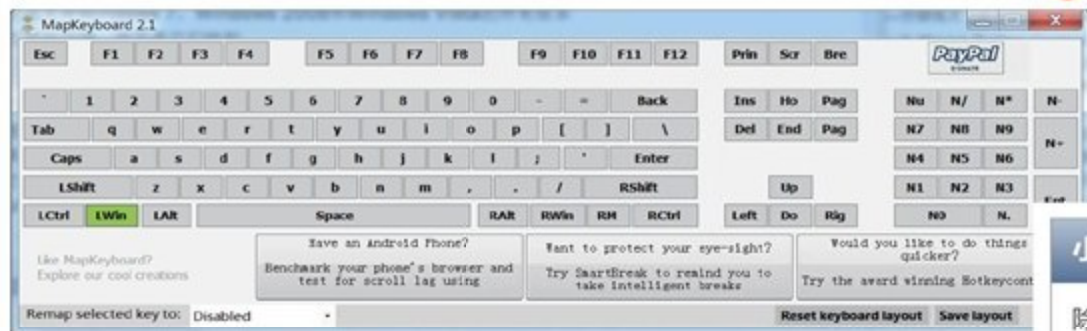 MapKeyboard 2.1
Esc F1 F2 F3 F4 F5 F6 F7 F8 F9 F10 F11 F12 Prin Scr Bre PayPal DONATE
` 1 2 3 4 5 6 7 8 9 0 - = Back Ins Ho Pag Nu N/ N* N-
Tab q w e r t y u i o p [ ] \ Del End Pag N7 N8 N9 N+
Caps a s d f g h j k l ; ' Enter N4 N5 N6
LShift z x c v b n m , . / RShift Up N1 N2 N3
LCtrl LWin LAlt Space RAlt RWin RM RCtrl Left Do Rig N0 N.
Like MapKeyboard?
Explore our cool creations
Have an Android Phone?
Benchmark your phone's browser and
test for scroll lag using
Want to protect your eye-sight?
Try SmartBreak to remind you to
take intelligent breaks
Would you like to do things
quicker?
Try the award winning Hotkeycont
Remap selected key to: Disabled Reset keyboard layout Save layout